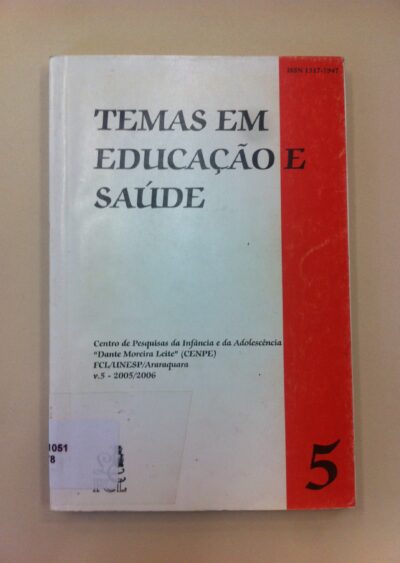 ISSN 1517-7947
TEMAS EM
EDUCAÇÃO E
SAÚDE
Centro de Pesquisas da Infância e da Adolescência
"Dante Moreira Leite" (CENPE)
FCL/UNESP/Araraquara
v.5 - 2005/2006
1051
78
5